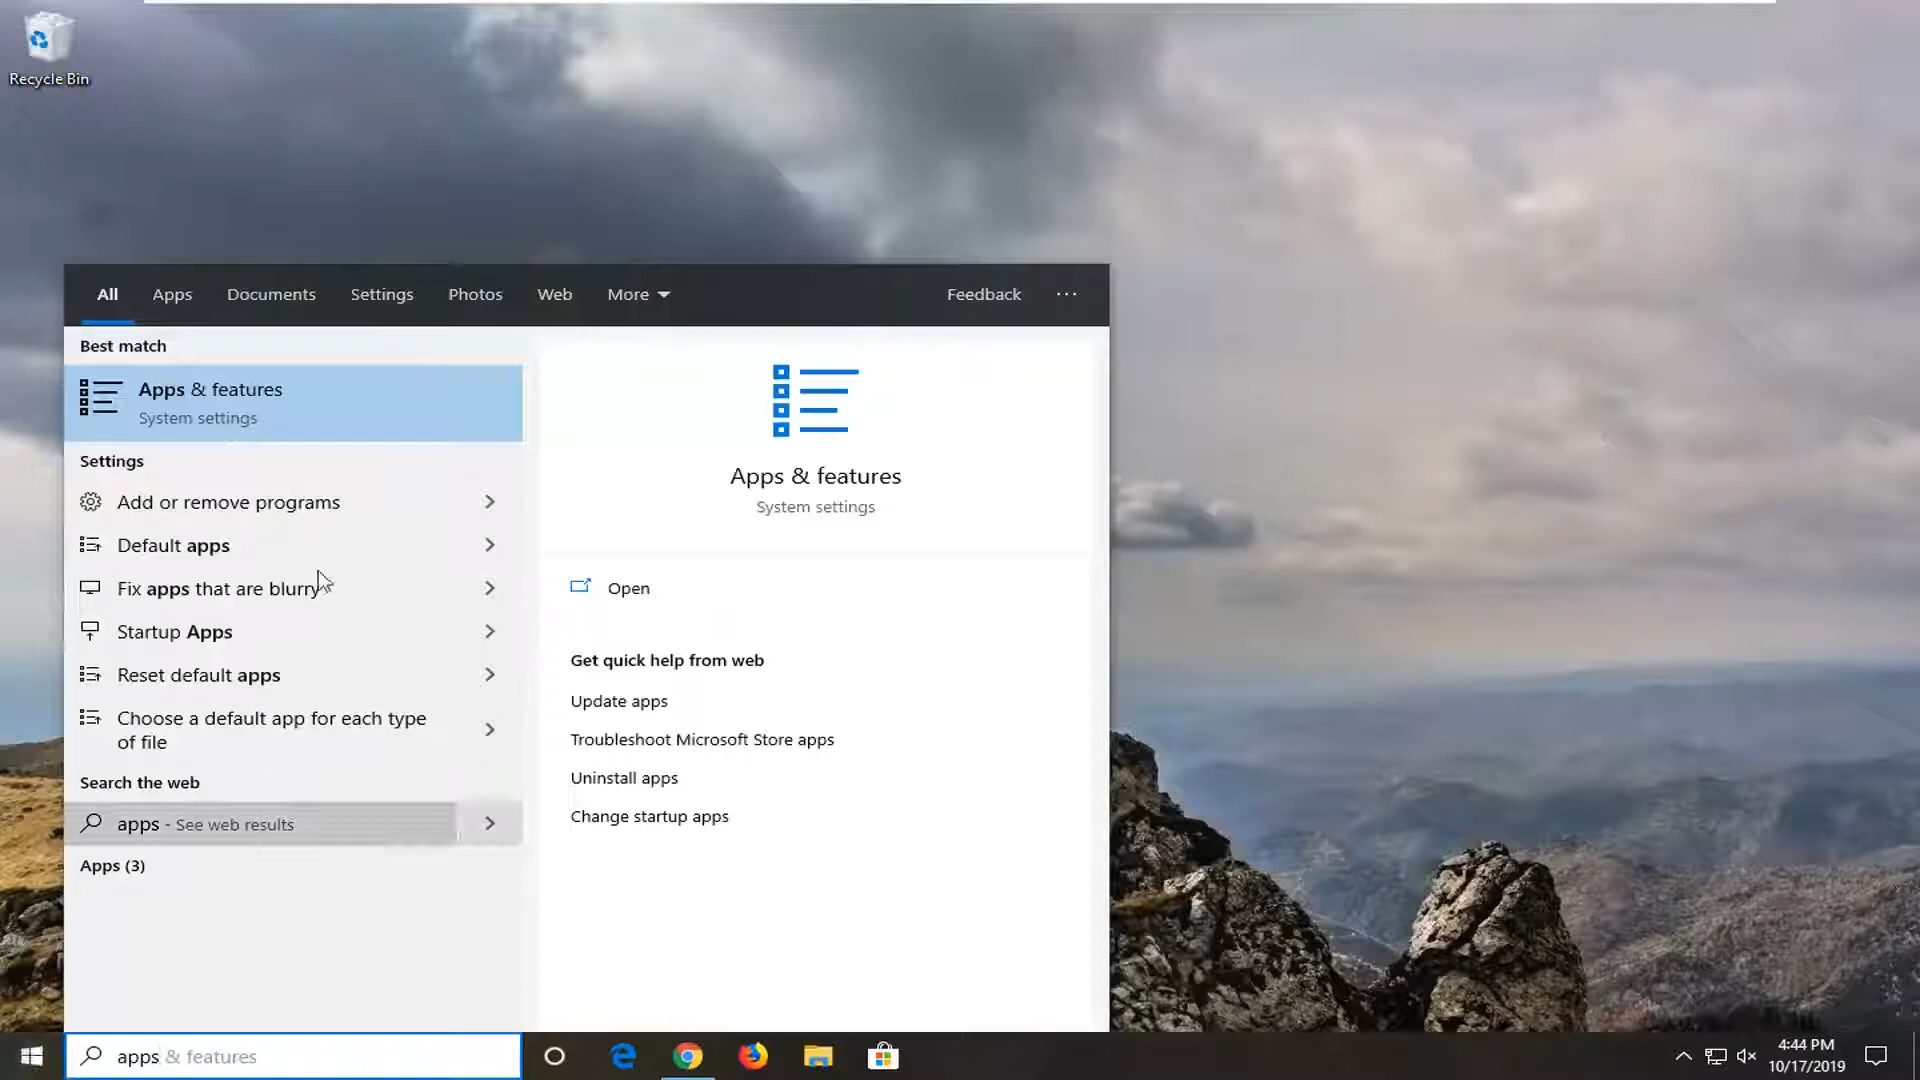 Recycle Bin
All
Apps
Documents
Settings
Photos
Web
More
Feedback
Best match
Apps & features
System settings
Settings
Add or remove programs
Default apps
Fix apps that are blurry
Startup Apps
Reset default apps
Choose a default app for each type
of file
Search the web
apps - See web results
Apps (3)
Apps & features
System settings
Open
Get quick help from web
Update apps
Troubleshoot Microsoft Store apps
Uninstall apps
Change startup apps
apps & features
4:44 PM
10/17/2019